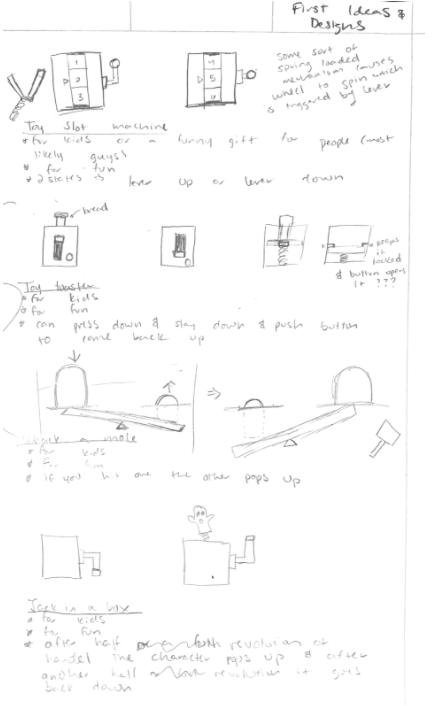 First Ideas &
Designs
1
2
3
4
5
6
some sort of
spring loaded
mechanism causes
wheel to spin which
is triggered by lever
Toy slot machine
* for kids or a funny gift for people (most
likely guys)
* for fun
* 2 states is lever up or lever down
bread
keeps
it
locked
& button opens
it ???
Toy toaster
* for kids
* for fun
* can press down & stay down & push button
to come back up
whack a mole
* for kids
* for fun
* if you hit one the other pops up
Jack in a box
* for kids
* for fun
* after half revolution of
handel the character pops up & after
another half revolution it goes
back down